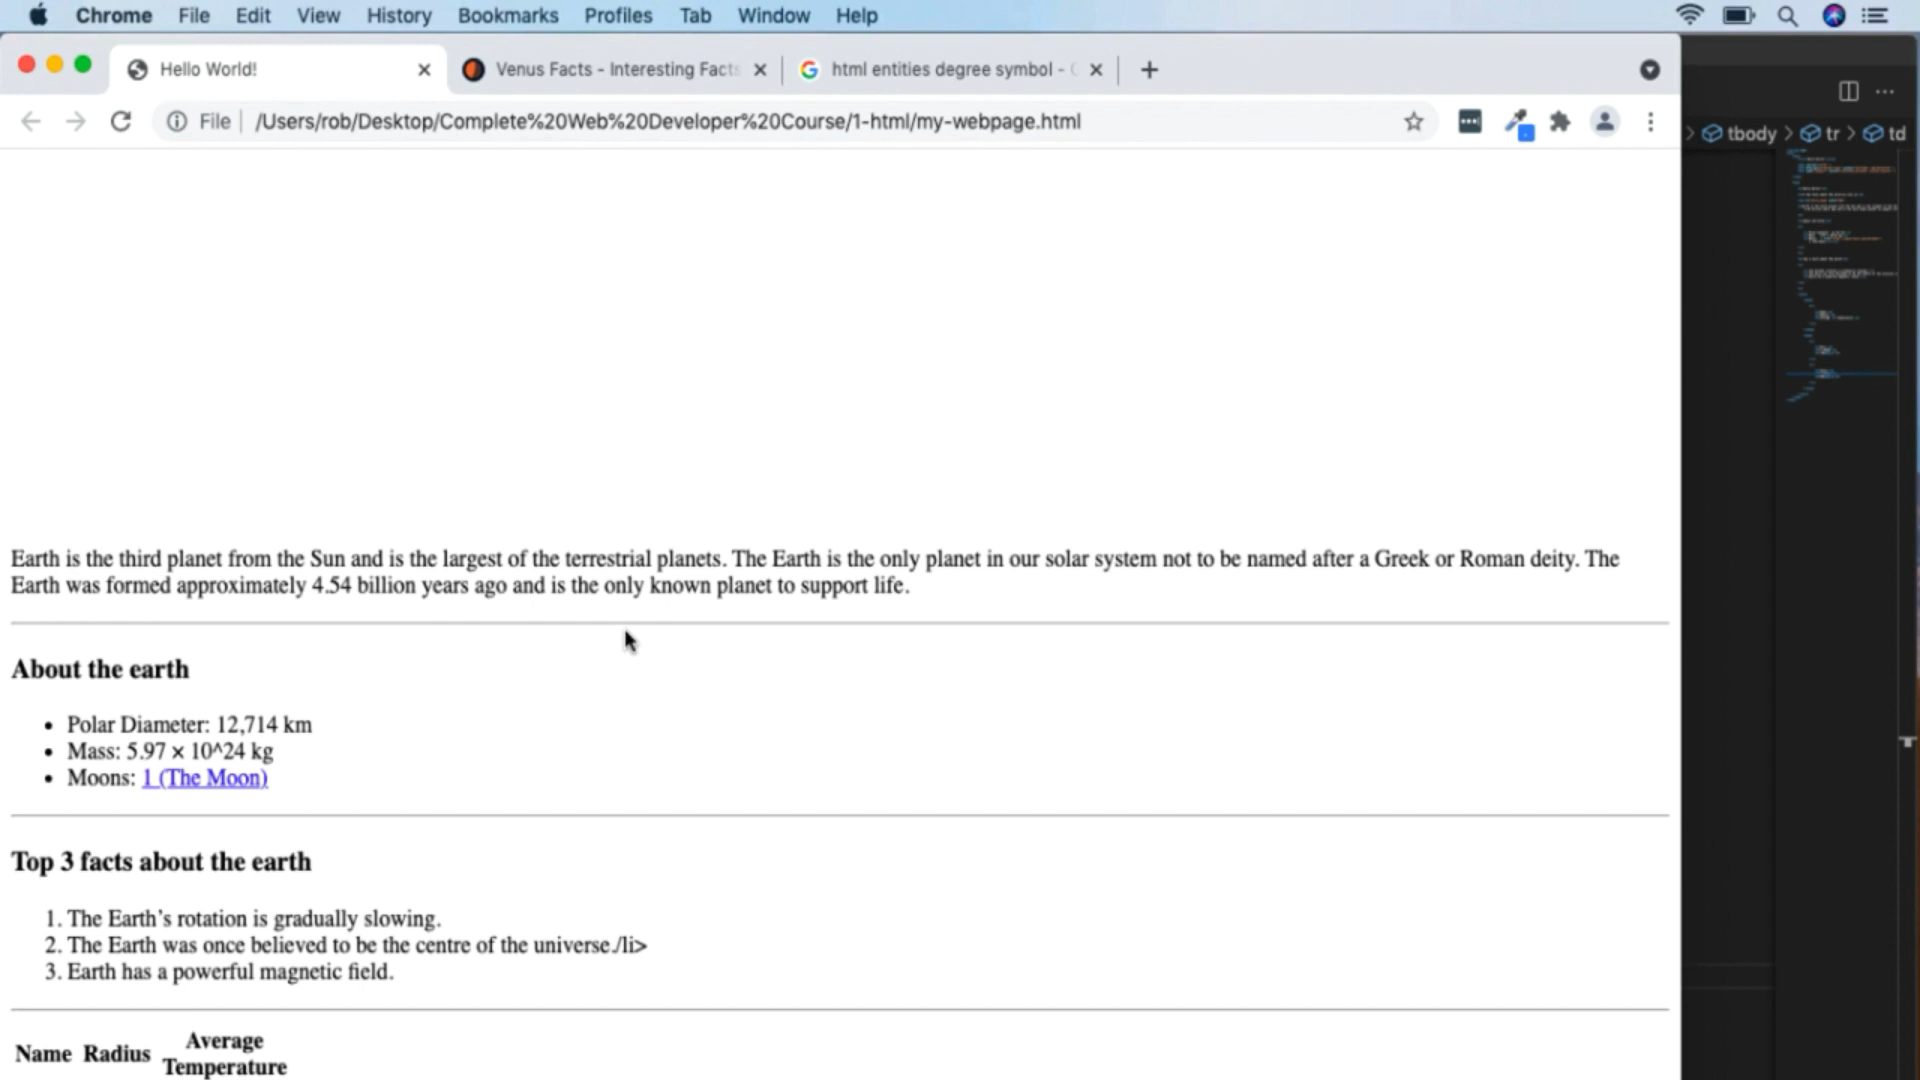 Chrome File Edit View History Bookmarks Profiles Tab Window Help
Hello World!
Venus Facts - Interesting Facts
html entities degree symbol -
File /Users/rob/Desktop/Complete%20Web%20Developer%20Course/1-html/my-webpage.html
tbody > tr > td
Earth is the third planet from the Sun and is the largest of the terrestrial planets. The Earth is the only planet in our solar system not to be named after a Greek or Roman deity. The
Earth was formed approximately 4.54 billion years ago and is the only known planet to support life.
About the earth
• Polar Diameter: 12,714 km
• Mass: 5.97 × 10^24 kg
• Moons: 1 (The Moon)
Top 3 facts about the earth
1. The Earth’s rotation is gradually slowing.
2. The Earth was once believed to be the centre of the universe./li>
3. Earth has a powerful magnetic field.
Name Radius Average
Temperature